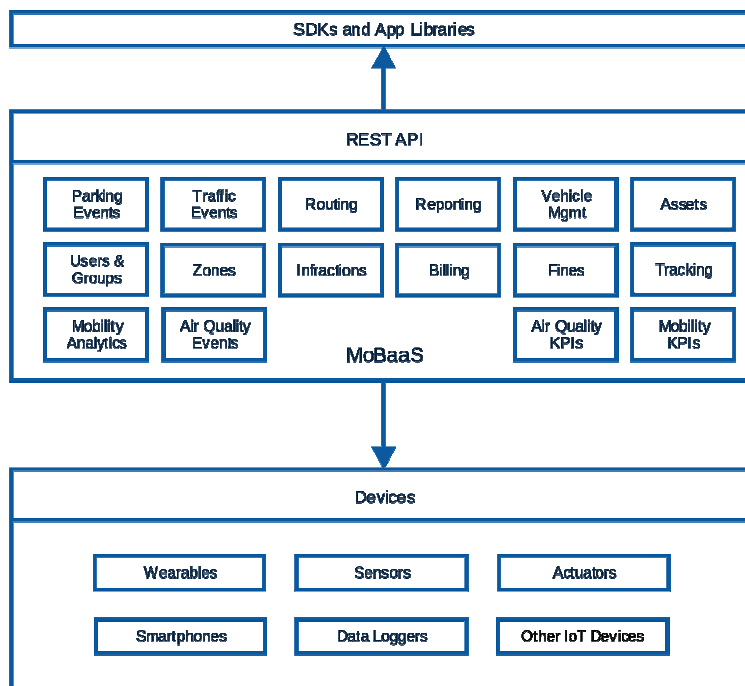 SDKs and App Libraries
REST API
Parking
Events
Traffic
Events
Routing
Reporting
Vehicle
Mgmt
Assets
Users &
Groups
Zones
Infractions
Billing
Fines
Tracking
Mobility
Analytics
Air Quality
Events
Air Quality
KPIs
Mobility
KPIs
MoBaaS
Devices
Wearables
Sensors
Actuators
Smartphones
Data Loggers
Other IoT Devices